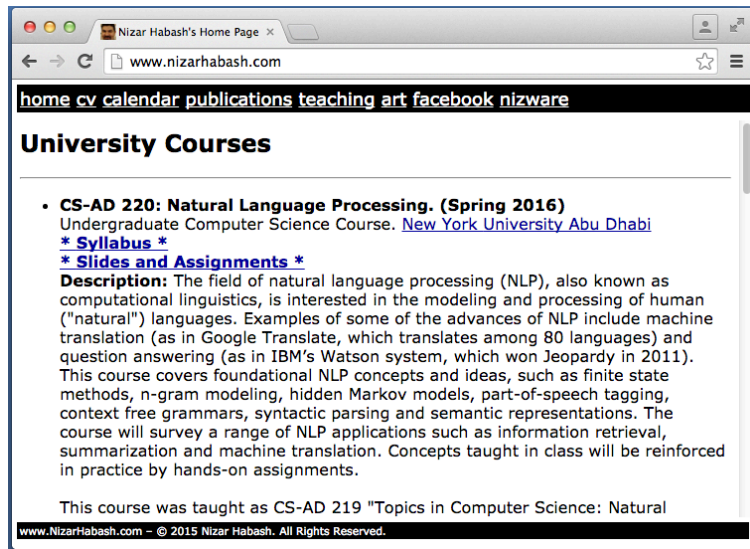 Nizar Habash's Home Page
www.nizarhabash.com
home cv calendar publications teaching art facebook nizware
University Courses
• CS-AD 220: Natural Language Processing. (Spring 2016)
Undergraduate Computer Science Course. New York University Abu Dhabi
* Syllabus *
* Slides and Assignments *
Description: The field of natural language processing (NLP), also known as
computational linguistics, is interested in the modeling and processing of human
("natural") languages. Examples of some of the advances of NLP include machine
translation (as in Google Translate, which translates among 80 languages) and
question answering (as in IBM’s Watson system, which won Jeopardy in 2011).
This course covers foundational NLP concepts and ideas, such as finite state
methods, n-gram modeling, hidden Markov models, part-of-speech tagging,
context free grammars, syntactic parsing and semantic representations. The
course will survey a range of NLP applications such as information retrieval,
summarization and machine translation. Concepts taught in class will be reinforced
in practice by hands-on assignments.
This course was taught as CS-AD 219 "Topics in Computer Science: Natural
www.NizarHabash.com – © 2015 Nizar Habash. All Rights Reserved.